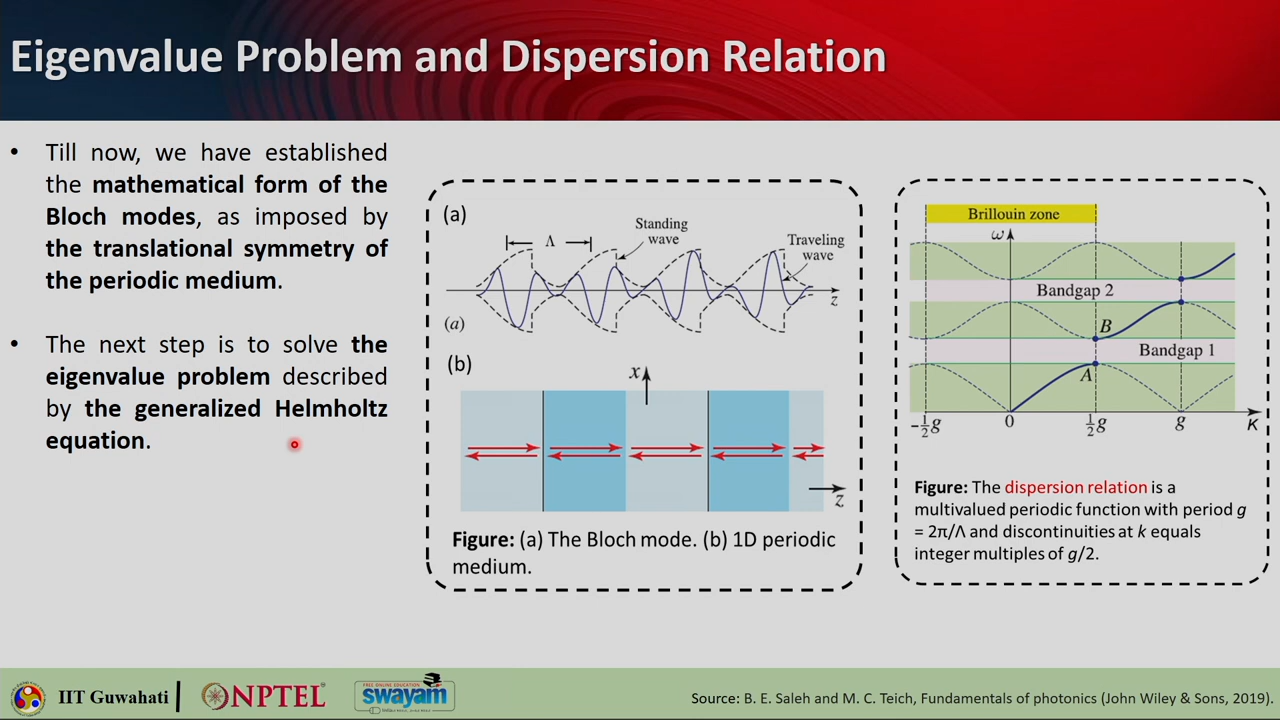 Eigenvalue Problem and Dispersion Relation
• Till now, we have established
the mathematical form of the
Bloch modes, as imposed by
the translational symmetry of
the periodic medium.
• The next step is to solve the
eigenvalue problem described
by the generalized Helmholtz
equation.
(a)
Standing
wave
Λ
Traveling
wave
z
(a)
(b)
x
z
Figure: (a) The Bloch mode. (b) 1D periodic
medium.
Brillouin zone
ω
Bandgap 2
B
Bandgap 1
A
-½g 0 ½g g K
Figure: The dispersion relation is a
multivalued periodic function with period g
= 2π/Λ and discontinuities at k equals
integer multiples of g/2.
IIT Guwahati
NPTEL
FREE ONLINE EDUCATION
swayam
Source: B. E. Saleh and M. C. Teich, Fundamentals of photonic,(John Wiley & Sons, 2019).